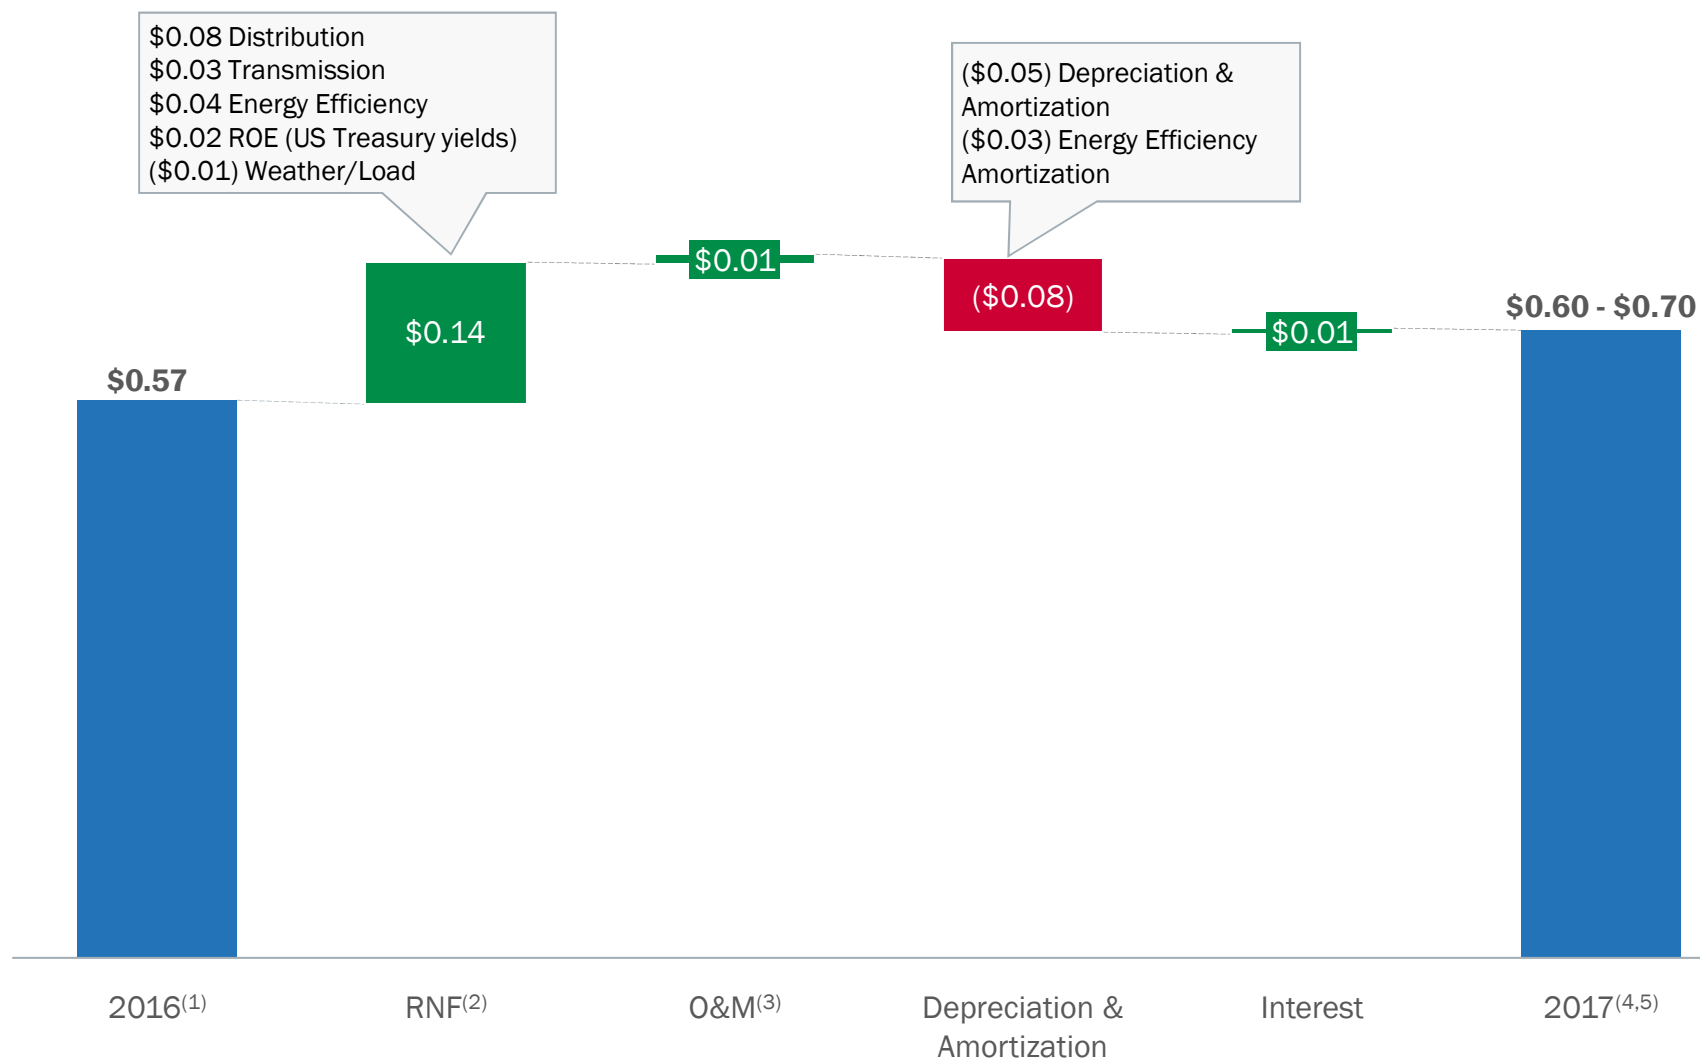 $0.08 Distribution
$0.03 Transmission
$0.04 Energy Efficiency
$0.02 ROE (US Treasury yields)
($0.01) Weather/Load
($0.05) Depreciation &
Amortization
($0.03) Energy Efficiency
Amortization
$0.57
$0.14
$0.01
($0.08)
$0.01
$0.60 - $0.70
2016(1)
RNF(2)
O&M(3)
Depreciation &
Amortization
Interest
2017(4,5)